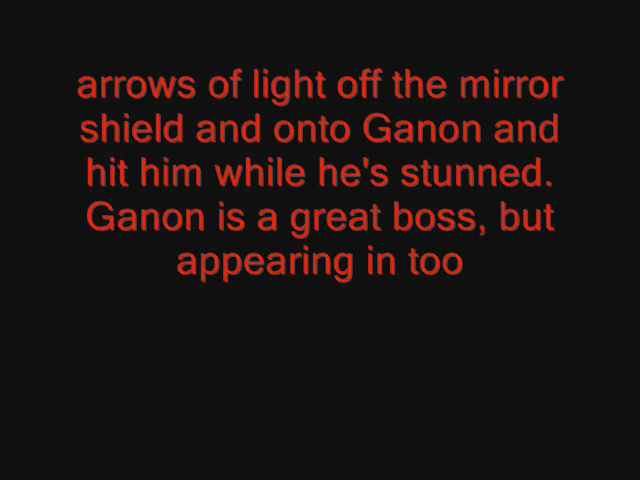 arrows of light off the mirror
shield and onto Ganon and
hit him while he's stunned.
Ganon is a great boss, but
appearing in too